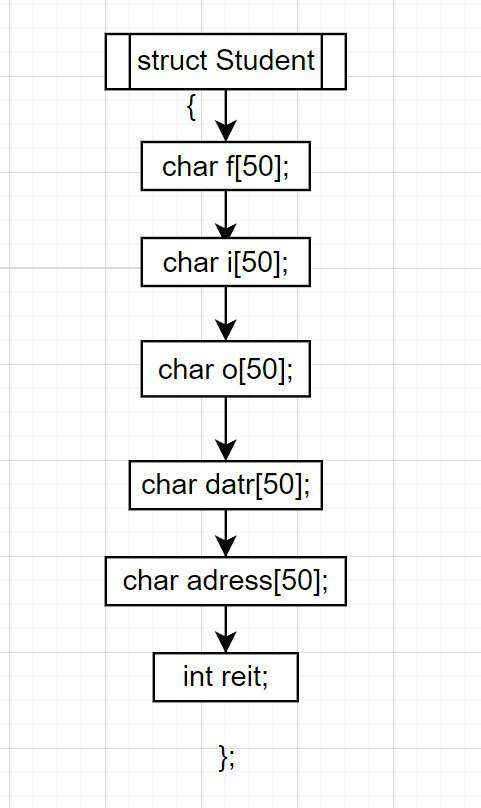 struct Student
{
char f[50];
char i[50];
char o[50];
char datr[50];
char adress[50];
int reit;
};